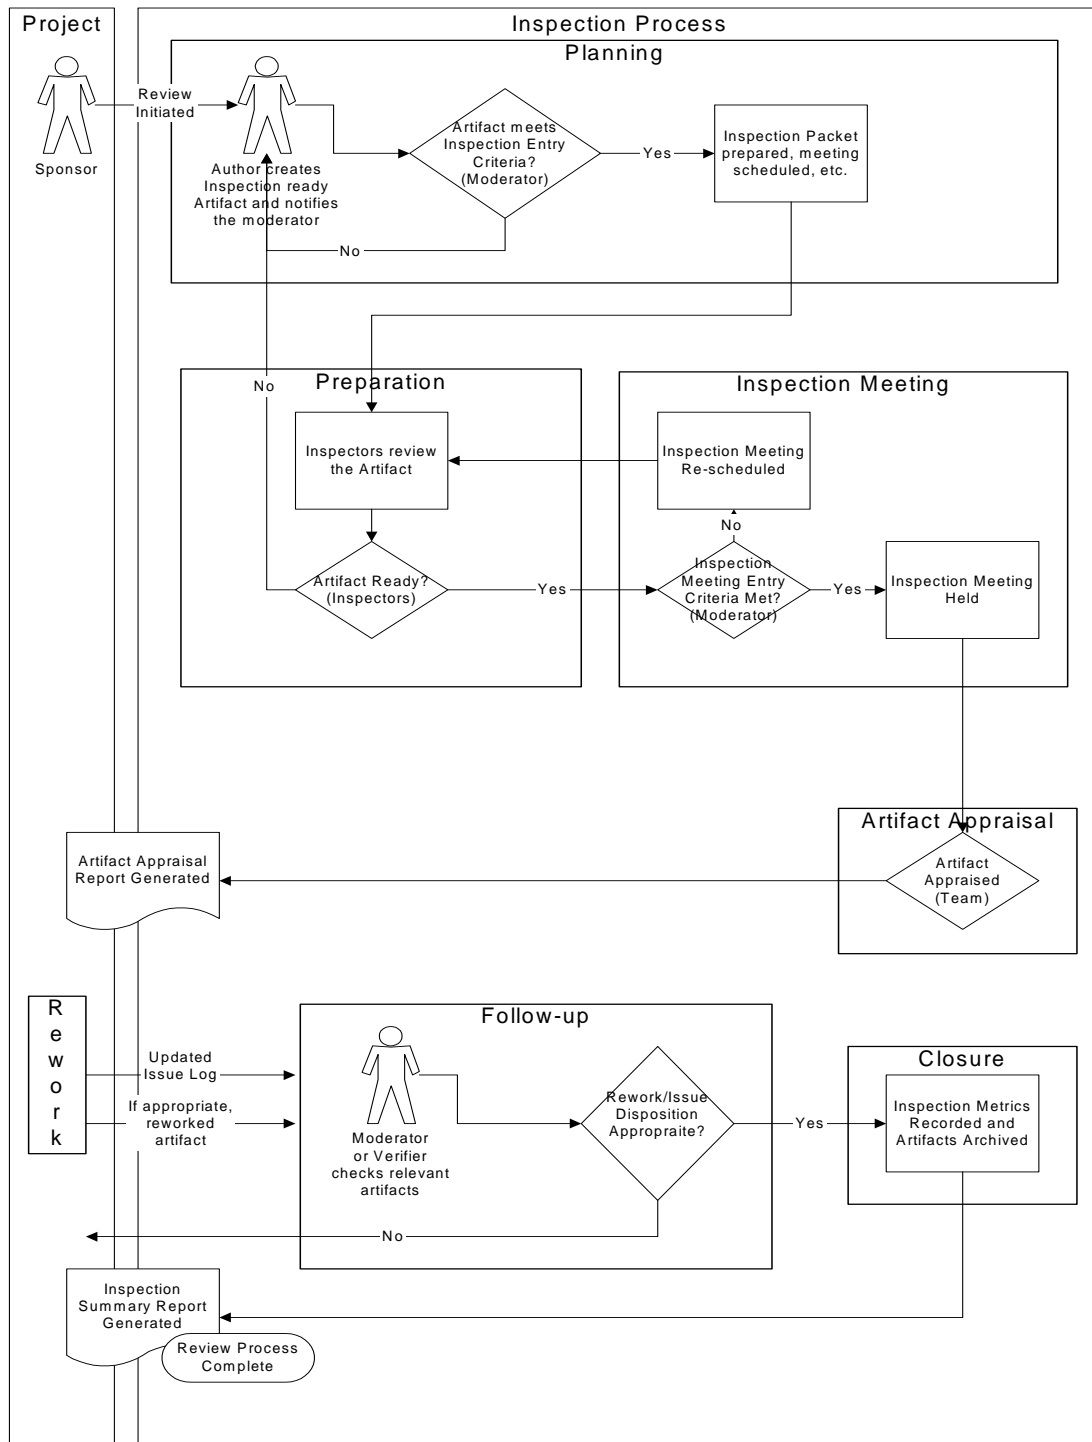 Project
Inspection Process
Planning
Review
Initiated
Sponsor
Author creates
Inspection ready
Artifact and notifies
the moderator
Artifact meets
Inspection Entry
Criteria?
(Moderator)
Yes
Inspection Packet
prepared, meeting
scheduled, etc.
No
No
Preparation
Inspectors review
the Artifact
Artifact Ready?
(Inspectors)
Yes
Inspection Meeting
Inspection Meeting
Re-scheduled
No
Inspection
Meeting Entry
Criteria Met?
(Moderator)
Yes
Inspection Meeting
Held
Artifact Appraisal
Artifact
Appraised
(Team)
Artifact Appraisal
Report Generated
R
e
w
o
r
k
Updated
Issue Log
If appropriate,
reworked
artifact
Follow-up
Moderator
or Verifier
checks relevant
artifacts
Rework/Issue
Disposition
Appropraite?
Yes
No
Closure
Inspection Metrics
Recorded and
Artifacts Archived
Inspection
Summary Report
Generated
Review Process
Complete